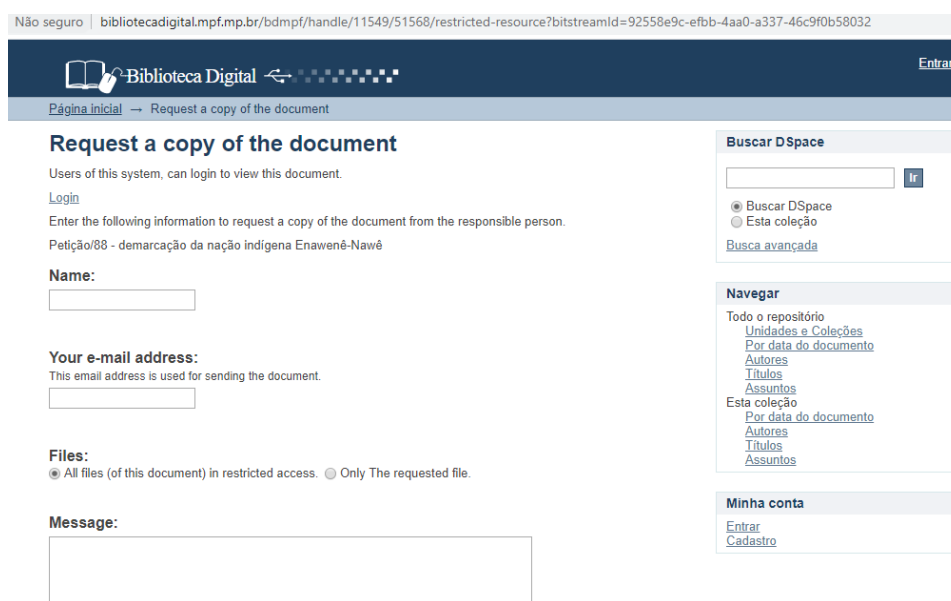 Não seguro bibliotecadigital.mpf.mp.br/bdmpf/handle/11549/51568/restricted-resource?bitstreamId=92558e9c-efbb-4aa0-a337-46c9f0b58032
Biblioteca Digital
Entrar
Página inicial → Request a copy of the document
Request a copy of the document
Users of this system, can login to view this document.
Login
Enter the following information to request a copy of the document from the responsible person.
Petição/88 - demarcação da nação indígena Enawenê-Nawê
Name:
Your e-mail address:
This email address is used for sending the document.
Files:
All files (of this document) in restricted access. Only The requested file.
Message:
Buscar DSpace
Ir
Buscar DSpace
Esta coleção
Busca avançada
Navegar
Todo o repositório
Unidades e Coleções
Por data do documento
Autores
Títulos
Assuntos
Esta coleção
Por data do documento
Autores
Títulos
Assuntos
Minha conta
Entrar
Cadastro